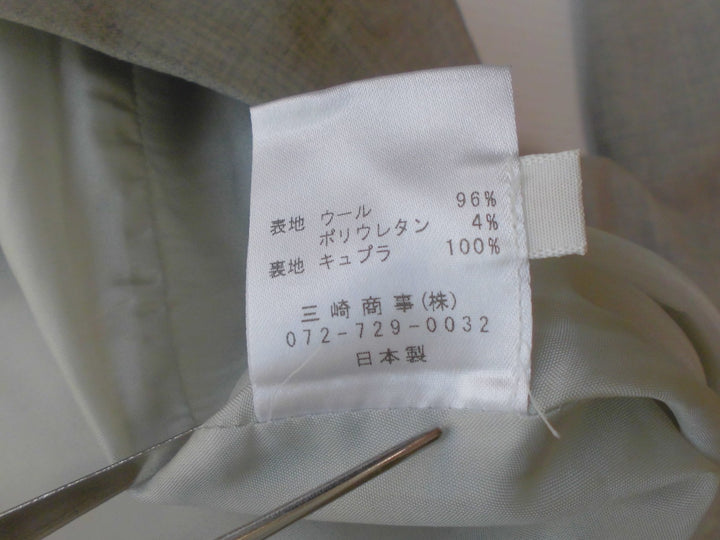 表地 ウール 96%
ポリウレタン 4%
裏地 キュプラ 100%
三崎商事(株)
072-729-0032
日本製